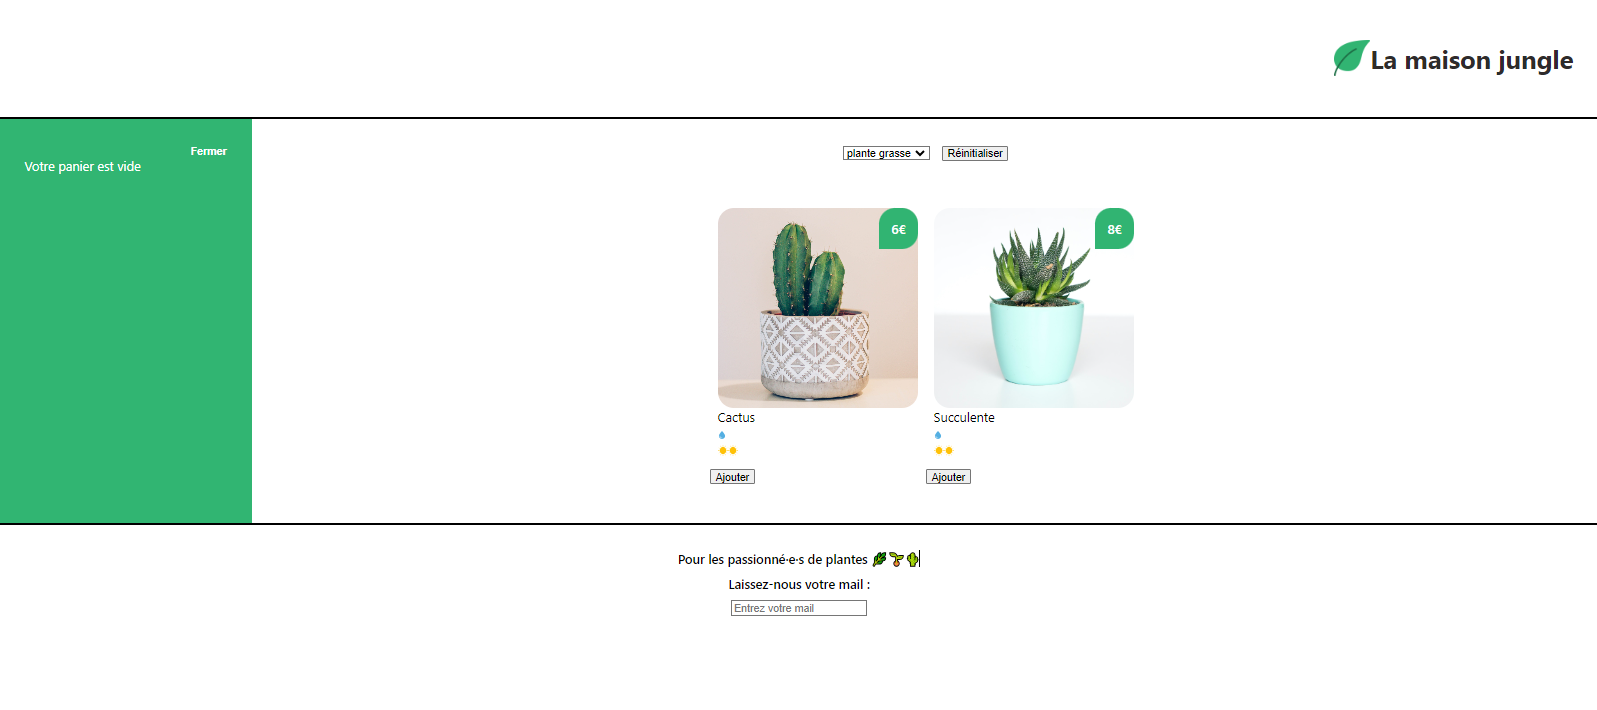 La maison jungle
Fermer
Votre panier est vide
plante grasse
Réinitialiser
6€
8€
Cactus
Succulente
Ajouter
Ajouter
Pour les passionné·e·s de plantes 🌿🌱🌵
Laissez-nous votre mail :
Entrez votre mail